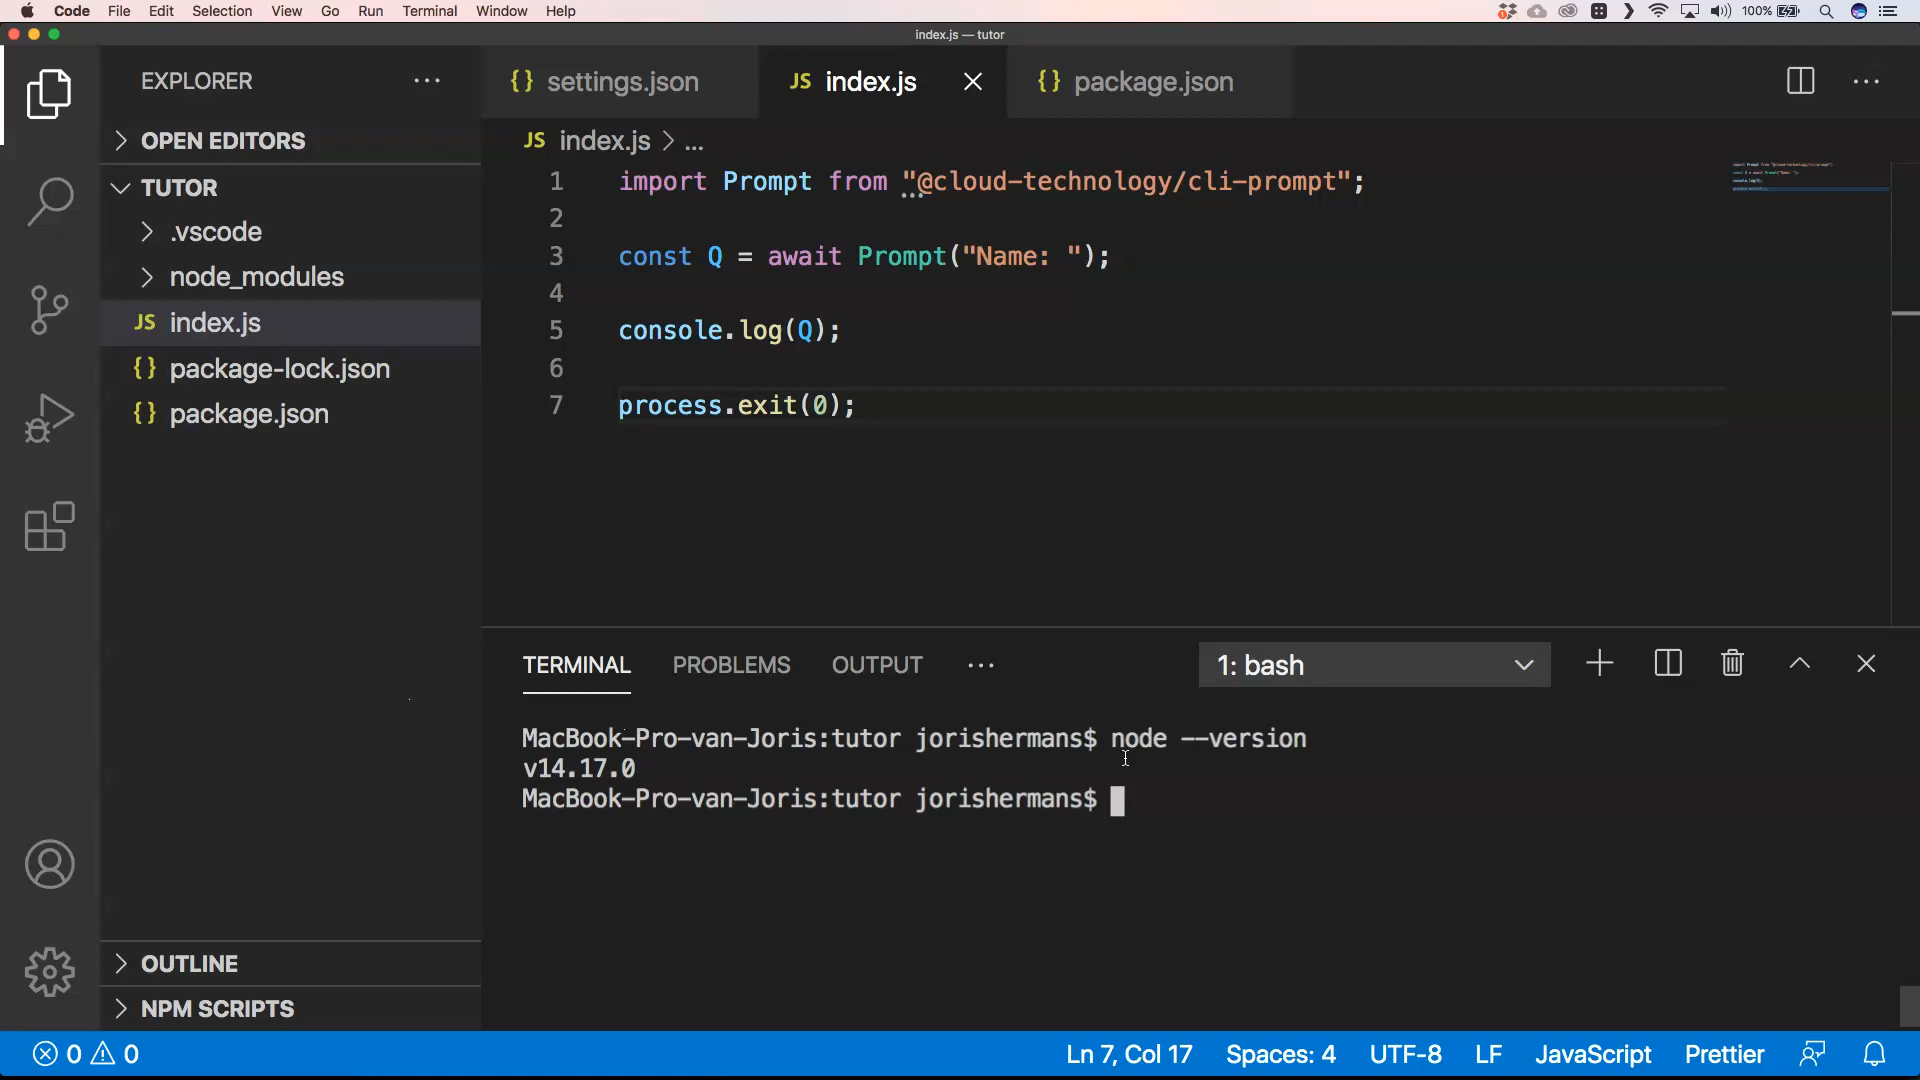 Code File Edit Selection View Go Run Terminal Window Help 100%
index.js — tutor
EXPLORER
OPEN EDITORS
TUTOR
.vscode
node_modules
JS index.js
{} package-lock.json
{} package.json
OUTLINE
NPM SCRIPTS
{} settings.json JS index.js {} package.json
JS index.js > ...
1 import Prompt from "@cloud-technology/cli-prompt";
2
3 const Q = await Prompt("Name: ");
4
5 console.log(Q);
6
7 process.exit(0);
TERMINAL PROBLEMS OUTPUT 1: bash
MacBook-Pro-van-Joris:tutor jorishermans$ node --version
v14.17.0
MacBook-Pro-van-Joris:tutor jorishermans$
0 0 Ln 7, Col 17 Spaces: 4 UTF-8 LF JavaScript Prettier